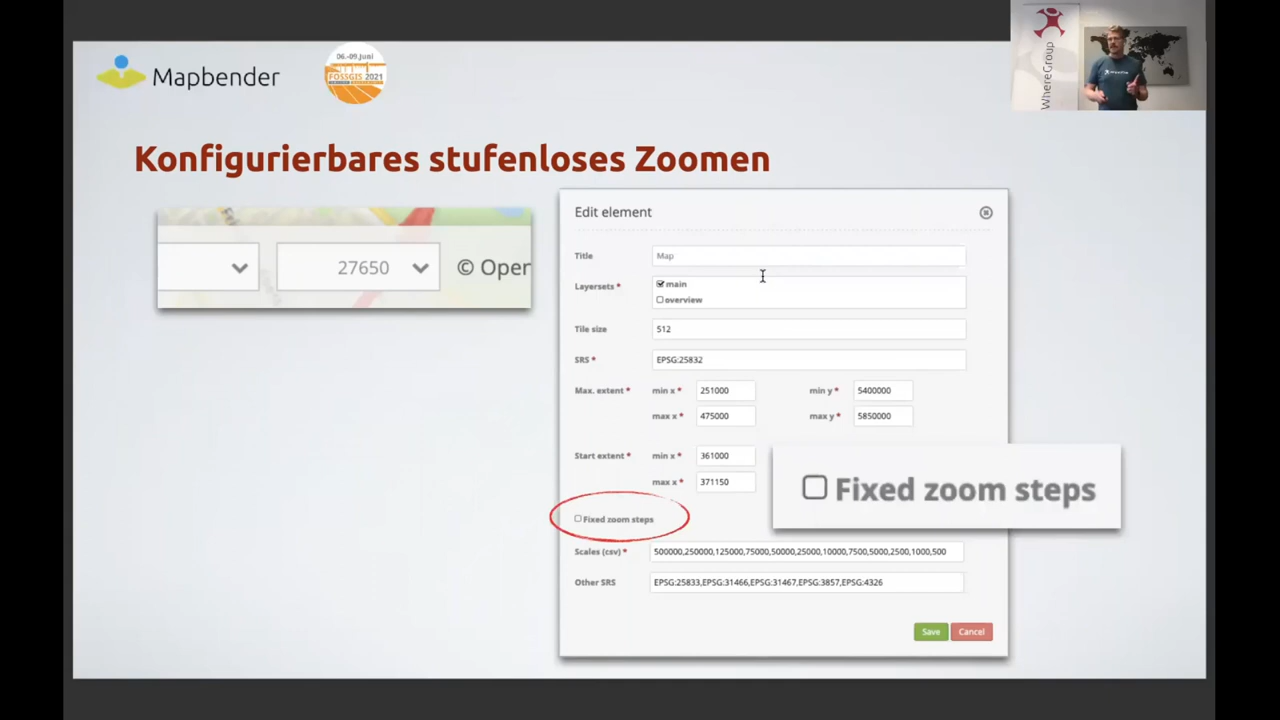 Mapbender
06.-09.Juni
FOSSGIS 2021
WhereGroup
Konfigurierbares stufenloses Zoomen
27650
© Oper
Edit element
Title
Map
Layersets *
main
overview
Tile size
512
SRS *
EPSG:25832
Max. extent * min x * 251000 min y * 5400000
max x * 475000 max y * 5850000
Start extent * min x * 361000
max x * 371150
Fixed zoom steps
Fixed zoom steps
Scales (csv) * 500000,250000,125000,75000,50000,25000,10000,7500,5000,2500,1000,500
Other SRS EPSG:25833,EPSG:31466,EPSG:31467,EPSG:3857,EPSG:4326
Save Cancel